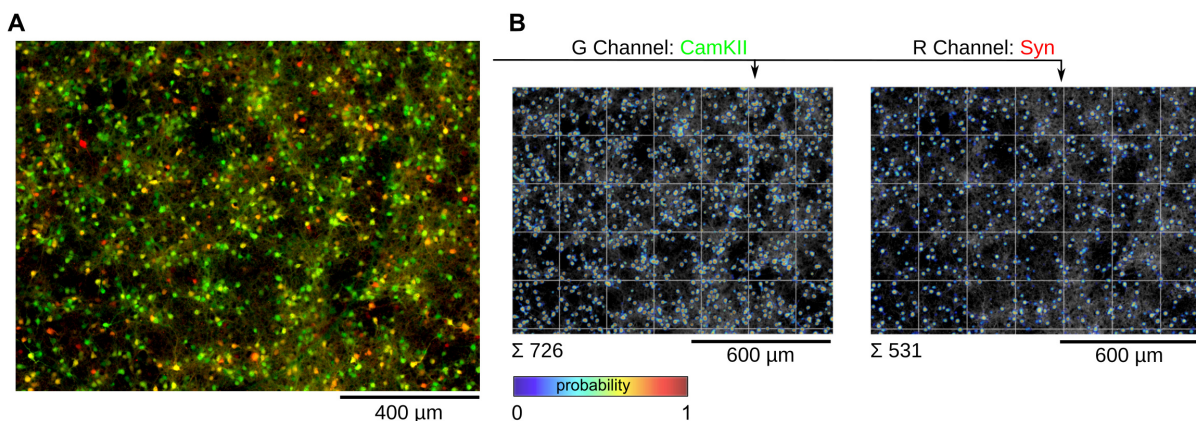 A
B
G Channel: CamKII
R Channel: Syn
400 µm
Σ 726
600 µm
Σ 531
600 µm
probability
0
1